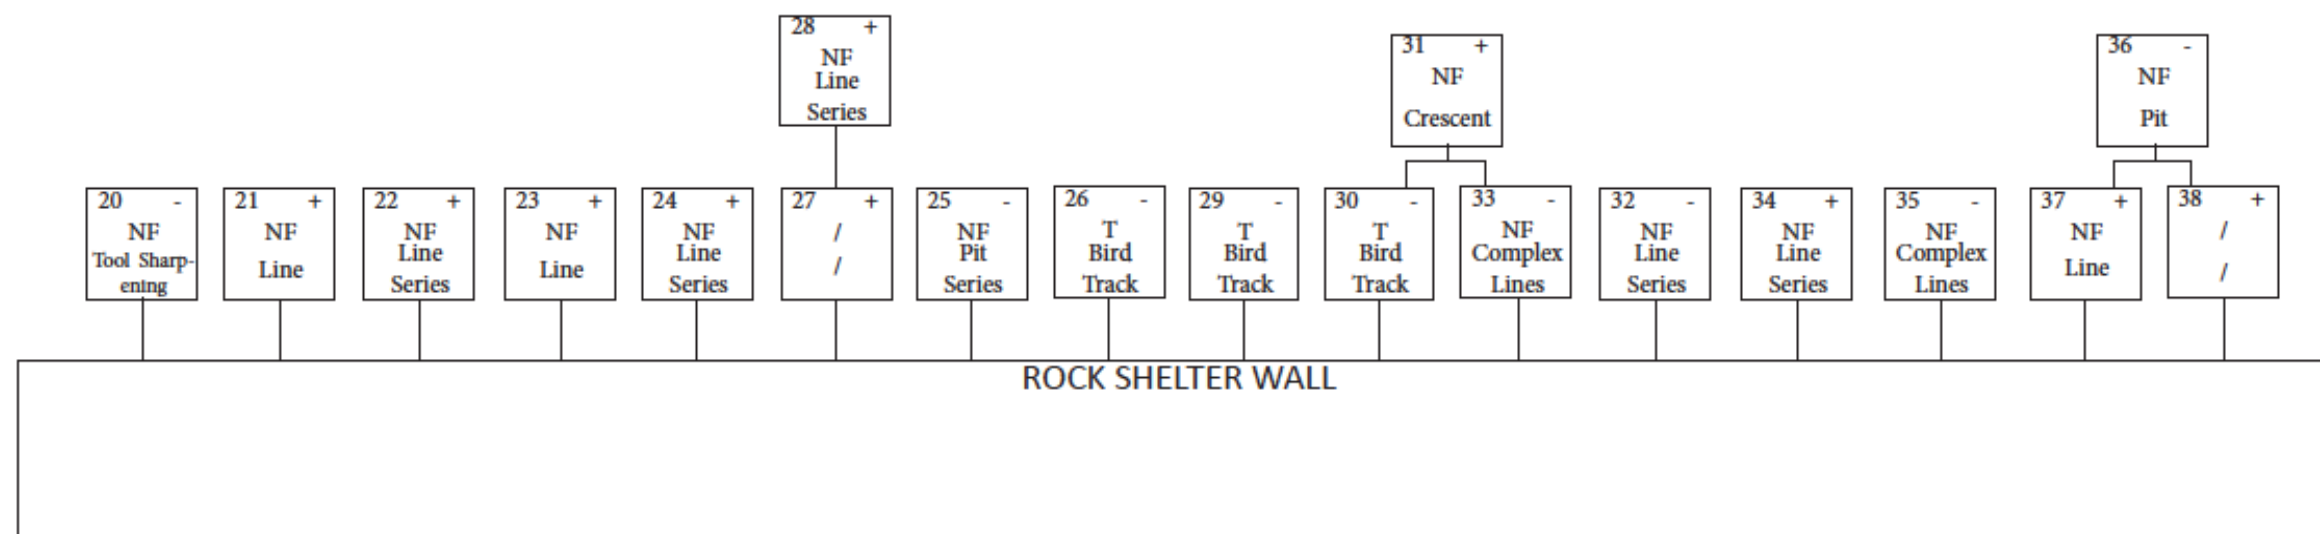 28 +
NF
Line
Series
31 +
NF
Crescent
36 -
NF
Pit
20 -
NF
Tool Sharp-
ening
21 +
NF
Line
22 +
NF
Line
Series
23 +
NF
Line
24 +
NF
Line
Series
27 +
/
/
25 -
NF
Pit
Series
26 -
T
Bird
Track
29 -
T
Bird
Track
30 -
T
Bird
Track
33 -
NF
Complex
Lines
32 -
NF
Line
Series
34 +
NF
Line
Series
35 -
NF
Complex
Lines
37 +
NF
Line
38 +
/
/
ROCK SHELTER WALL